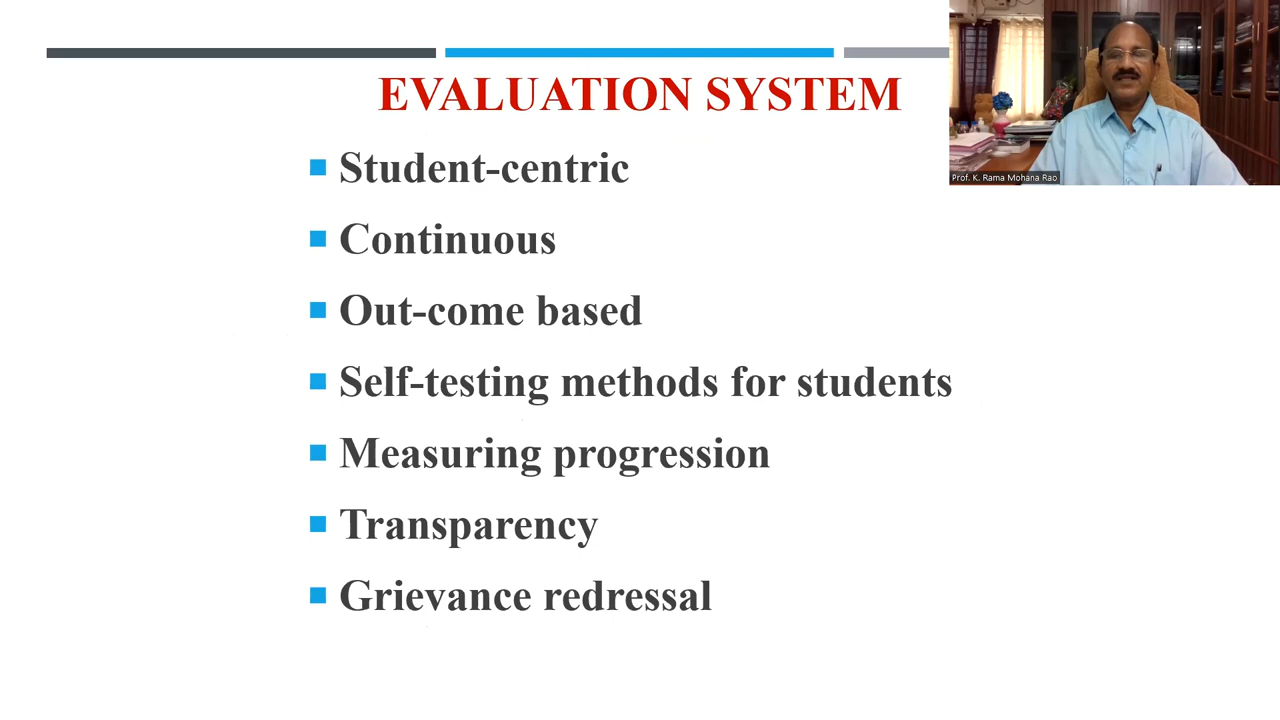 EVALUATION SYSTEM
Prof. K. Rama Mohana Rao
Student-centric
Continuous
Out-come based
Self-testing methods for students
Measuring progression
Transparency
Grievance redressal